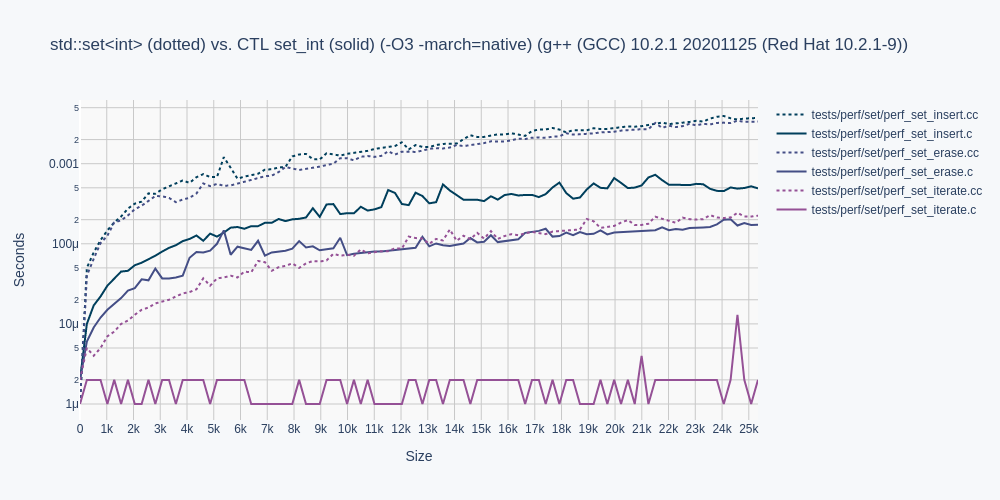 std::set<int> (dotted) vs. CTL set_int (solid) (-O3 -march=native) (g++ (GCC) 10.2.1 20201125 (Red Hat 10.2.1-9))
5
2
0.001
5
2
100μ
5
2
10μ
5
2
1μ
Seconds
0 1k 2k 3k 4k 5k 6k 7k 8k 9k 10k 11k 12k 13k 14k 15k 16k 17k 18k 19k 20k 21k 22k 23k 24k 25k
Size
tests/perf/set/perf_set_insert.cc
tests/perf/set/perf_set_insert.c
tests/perf/set/perf_set_erase.cc
tests/perf/set/perf_set_erase.c
tests/perf/set/perf_set_iterate.cc
tests/perf/set/perf_set_iterate.c